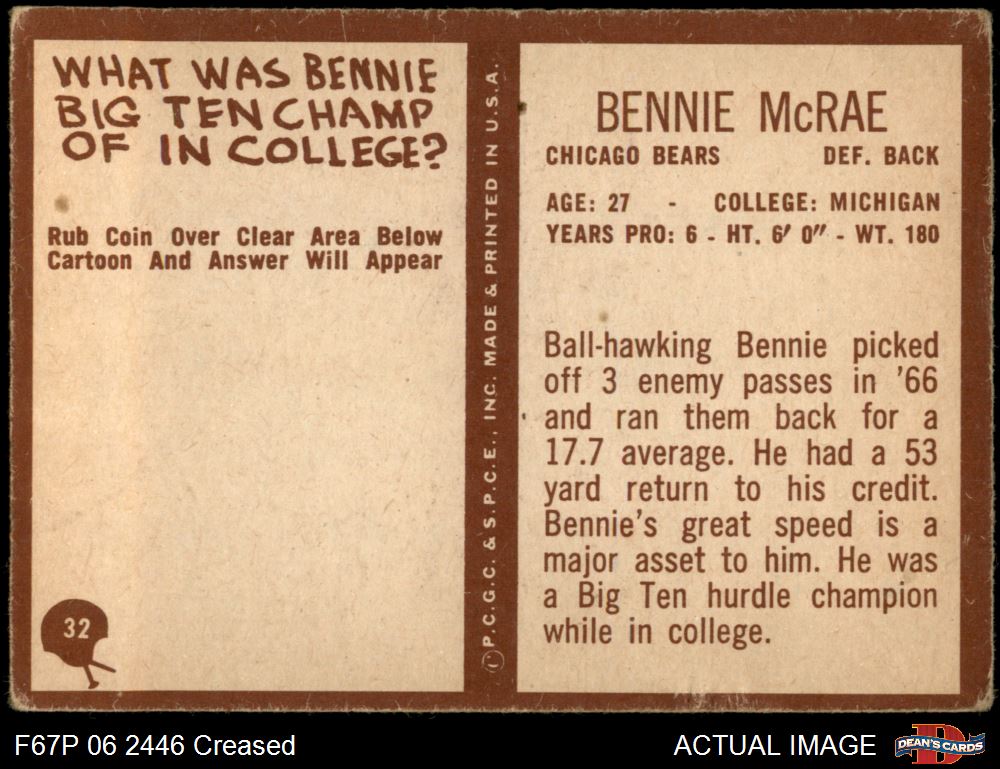 WHAT WAS BENNIE
BIG TEN CHAMP
OF IN COLLEGE?
Rub Coin Over Clear Area Below
Cartoon And Answer Will Appear
32
©P.C.G.C. & S.P.C.E., INC. MADE & PRINTED IN U.S.A.
BENNIE McRAE
CHICAGO BEARS DEF. BACK
AGE: 27 - COLLEGE: MICHIGAN
YEARS PRO: 6 - HT. 6' 0" - WT. 180
Ball-hawking Bennie picked
off 3 enemy passes in '66
and ran them back for a
17.7 average. He had a 53
yard return to his credit.
Bennie's great speed is a
major asset to him. He was
a Big Ten hurdle champion
while in college.
F67P 06 2446 Creased
ACTUAL IMAGE
D
DEAN'S CARDS